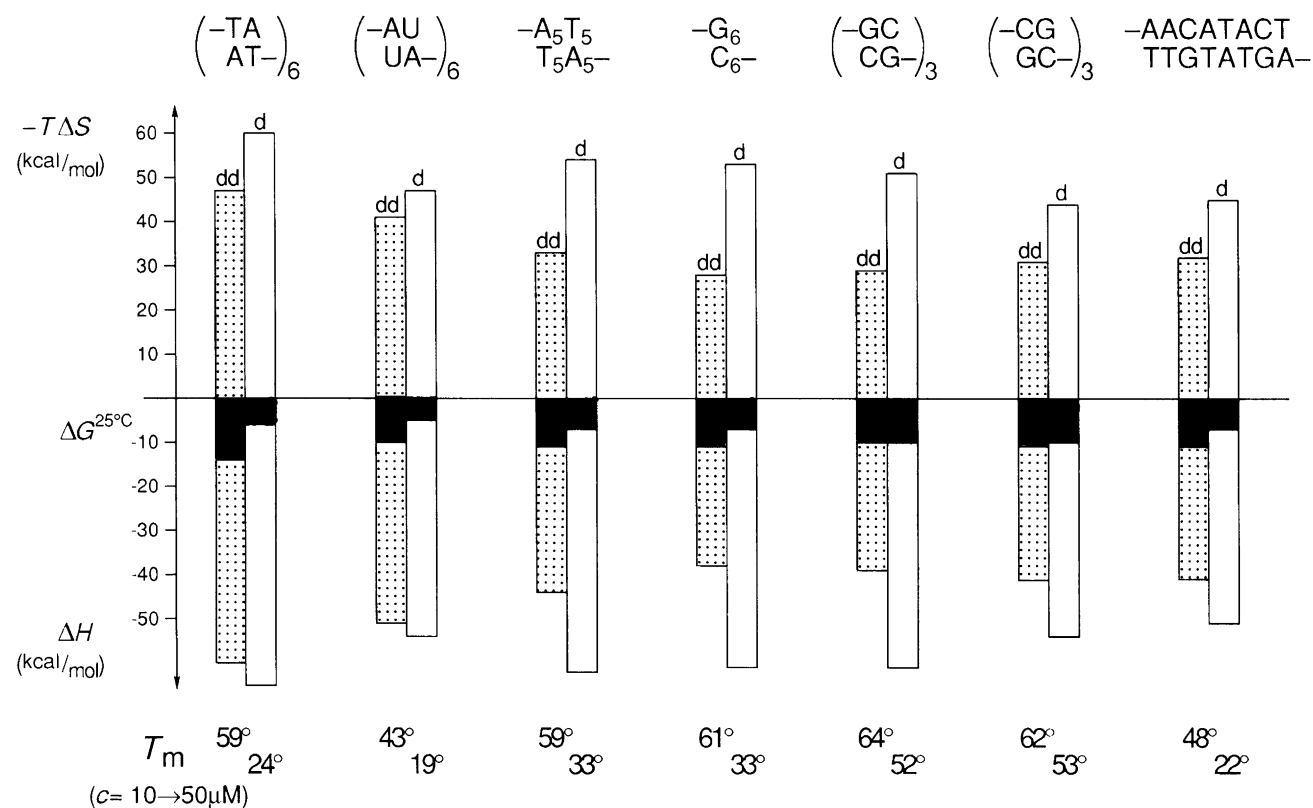 (–TA (–AU –A₅T₅ –G₆ (–GC (–CG –AACATACT
AT–)₆ UA–)₆ T₅A₅– C₆– CG–)₃ GC–)₃ TTGTATGA–
–TΔS
(kcal/mol)
60
50
40
30
20
10
d
dd
dd d
dd d
dd d
dd d
dd d
dd d
ΔG²⁵°ᶜ
-10
-20
-30
-40
-50
ΔH
(kcal/mol)
Tm 59° 43° 59° 61° 64° 62° 48°
24° 19° 33° 33° 52° 53° 22°
(c= 10→50µM)